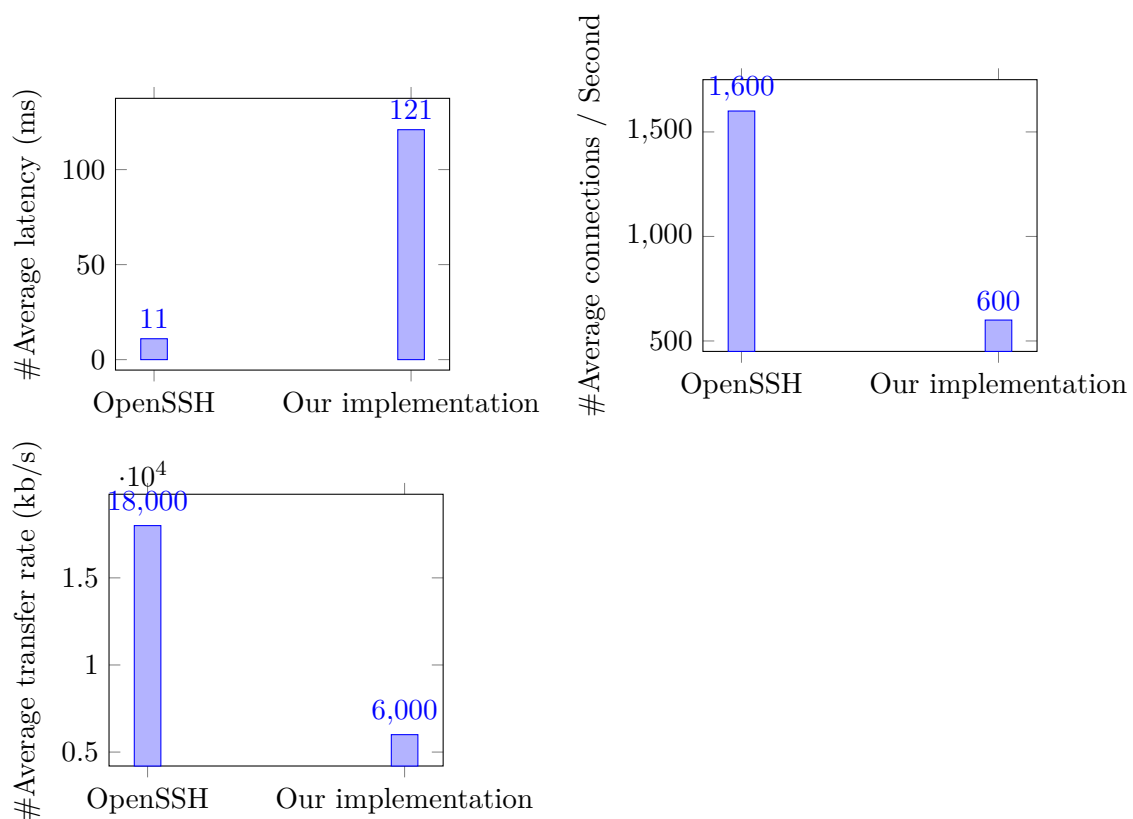 #Average latency (ms)
121
100
50
11
0
OpenSSH
Our implementation
#Average connections / Second
1,600
1,500
1,000
600
500
OpenSSH
Our implementation
#Average transfer rate (kb/s)
·10^4
18,000
1.5
1
6,000
0.5
OpenSSH
Our implementation